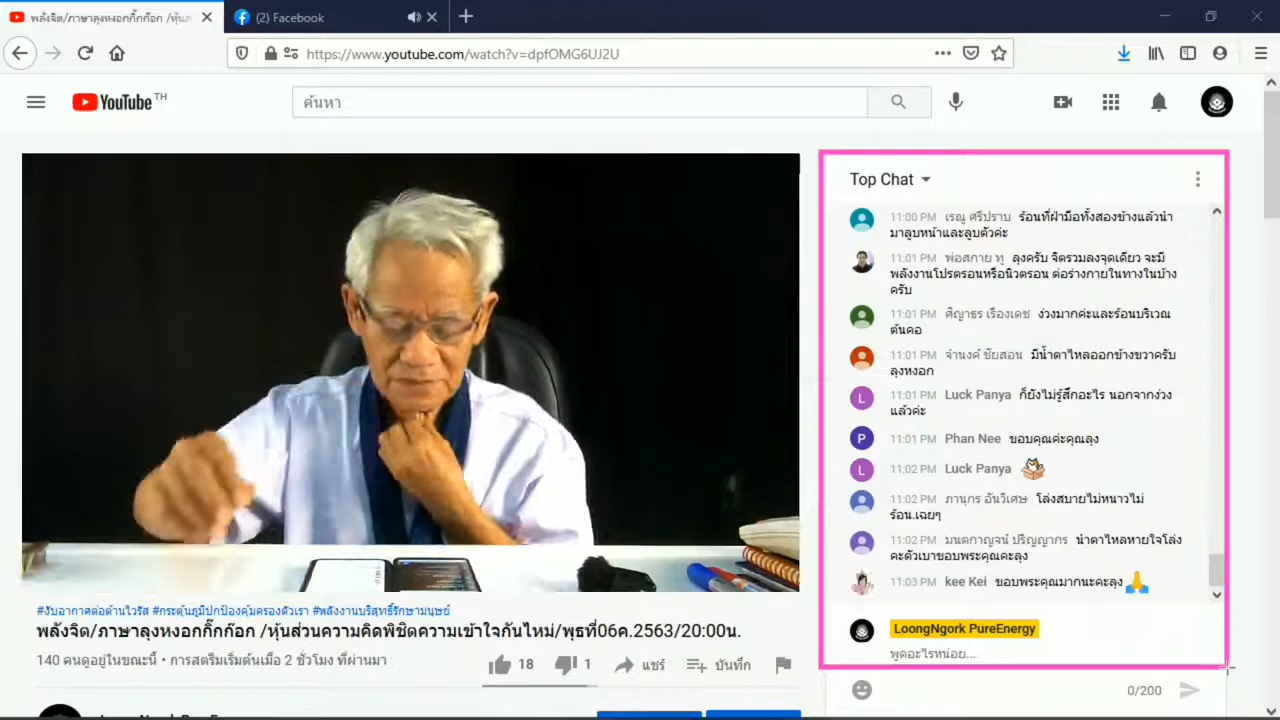 พลังจิต/ภาษาลุงหงอกกิ๊กก๊อก /หุ้น
(2) Facebook
https://www.youtube.com/watch?v=dpfOMG6UJ2U
YouTube TH
ค้นหา
Top Chat
11:00 PM เรณู ศรีปราบ ร้อนที่ฝ่ามือทั้งสองข้างแล้วนำ
มาลูบหน้าและลูบตัวค่ะ
11:01 PM พ่อสกาย ทู ลุงครับ จิตรวมลงจุดเดียว จะมี
พลังงานโปรตรอนหรือนิวตรอน ต่อร่างกายในทางในบ้าง
ครับ
11:01 PM ศิญาธร เรืองเดช ง่วงมากค่ะและร้อนบริเวณ
ต้นคอ
11:01 PM จำนงค์ ชัยสอน มีน้ำตาไหลออกข้างขวาครับ
ลุงหงอก
L 11:01 PM Luck Panya ก็ยังไม่รู้สึกอะไร นอกจากง่วง
แล้วค่ะ
P 11:01 PM Phan Nee ขอบคุณค่ะคุณลุง
L 11:02 PM Luck Panya
11:02 PM ภานุกร อันวิเศษ โล่งสบายไม่หนาวไม่
ร้อน.เฉยๆ
11:02 PM มนตกาญจน์ ปริญญากร น้ำตาไหลหายใจโล่ง
คะตัวเบาขอบพระคุณคะลุง
11:03 PM kee Kei ขอบพระคุณมากนะคะลุง
LoongNgork PureEnergy
พูดอะไรหน่อย...
0/200
#งับอากาศต่อต้านไวรัส #กระตุ้นภูมิปกป้องคุ้มครองตัวเรา #พลังงานบริสุทธิ์รักษามนุษย์
พลังจิต/ภาษาลุงหงอกกิ๊กก๊อก /หุ้นส่วนความคิดพิชิตความเข้าใจกันใหม่/พุธที่06ค.2563/20:00น.
140 คนดูอยู่ในขณะนี้ • การสตรีมเริ่มต้นเมื่อ 2 ชั่วโมง ที่ผ่านมา
18 1 แชร์ บันทึก